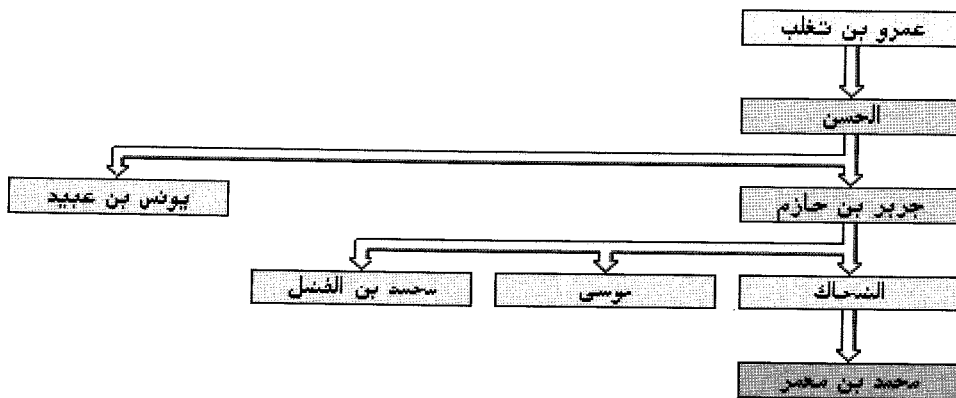 عمرو بن تغلب
الحسن
جرير بن حازم
يونس بن عبيد
الضحاك
موسى
محمد بن الفضل
محمد بن معمر